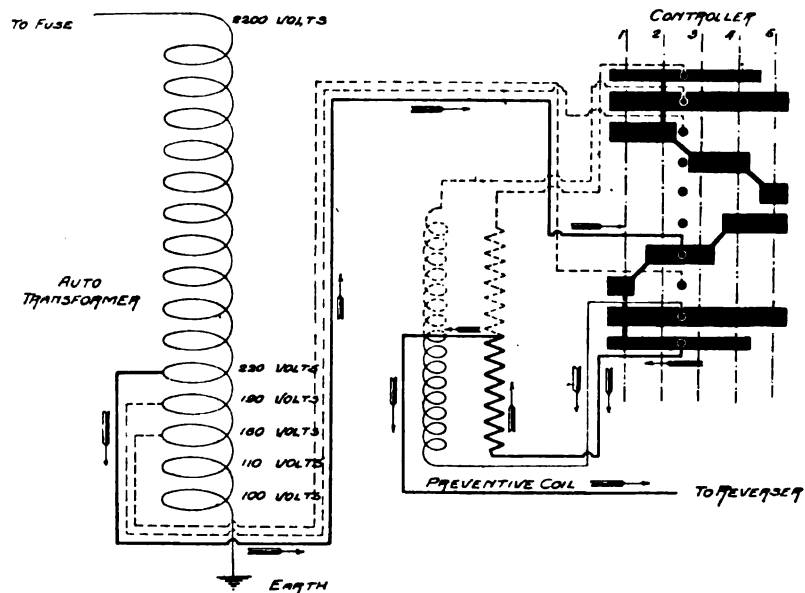 TO FUSE
2200 VOLTS
CONTROLLER
1 2 3 4 5
AUTO
TRANSFORMER
220 VOLTS
190 VOLTS
160 VOLTS
110 VOLTS
100 VOLTS
PREVENTIVE COIL
TO REVERSER
EARTH